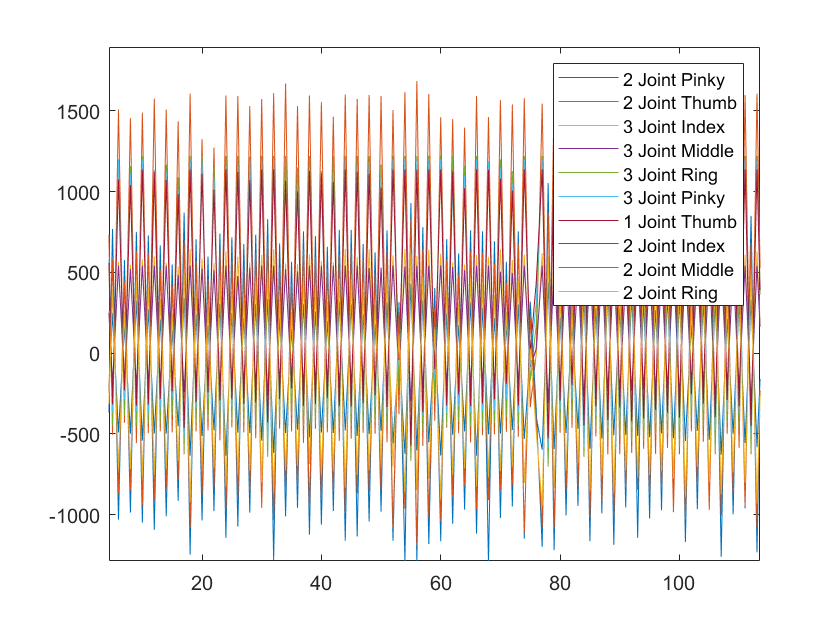 1500
1000
500
0
-500
-1000
20
40
60
80
100
2 Joint Pinky
2 Joint Thumb
3 Joint Index
3 Joint Middle
3 Joint Ring
3 Joint Pinky
1 Joint Thumb
2 Joint Index
2 Joint Middle
2 Joint Ring